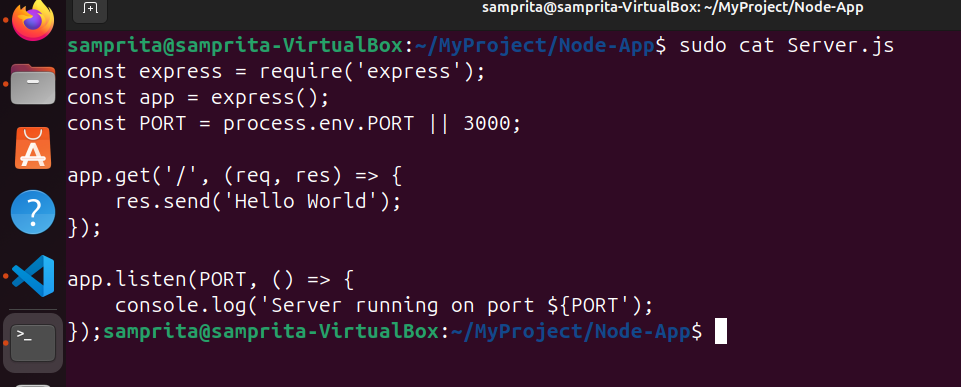 samprita@samprita-VirtualBox: ~/MyProject/Node-App
samprita@samprita-VirtualBox:~/MyProject/Node-App$ sudo cat Server.js
const express = require('express');
const app = express();
const PORT = process.env.PORT || 3000;

app.get('/', (req, res) => {
    res.send('Hello World');
});

app.listen(PORT, () => {
    console.log('Server running on port ${PORT');
});samprita@samprita-VirtualBox:~/MyProject/Node-App$